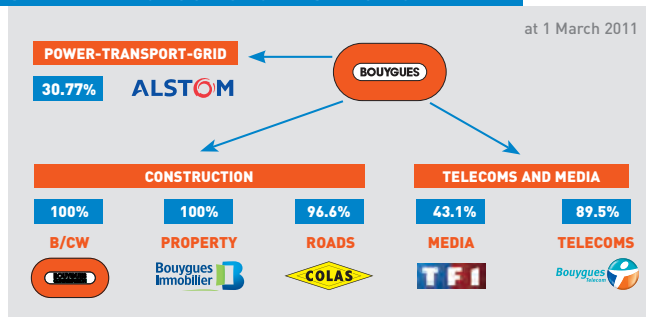 at 1 March 2011
POWER-TRANSPORT-GRID
30.77%
ALSTOM
BOUYGUES
CONSTRUCTION
TELECOMS AND MEDIA
100%
100%
96.6%
43.1%
89.5%
B/CW
PROPERTY
ROADS
MEDIA
TELECOMS
Bouygues
Immobilier
COLAS
TF1
Bouygues
Telecom